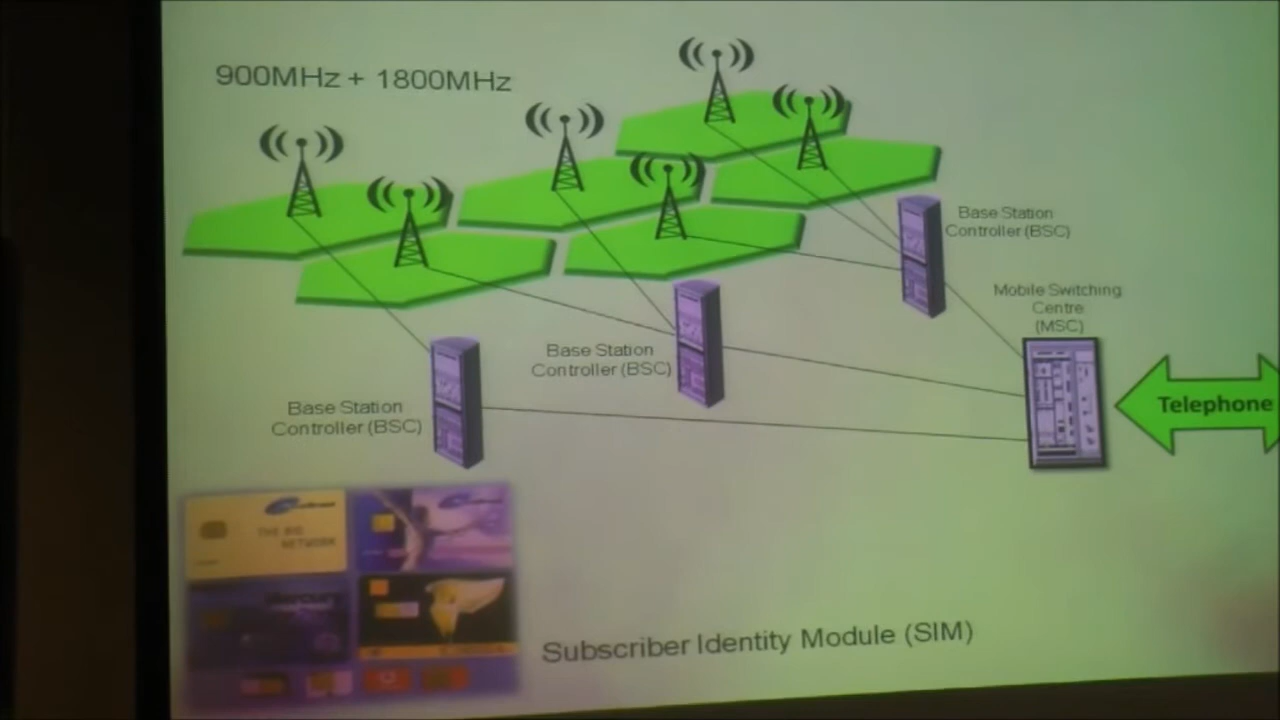 900MHz + 1800MHz
Base Station
Controller (BSC)
Mobile Switching
Centre
(MSC)
Base Station
Controller (BSC)
Telephone
Base Station
Controller (BSC)
THE BIG
NETWORK
Mercury
Subscriber Identity Module (SIM)